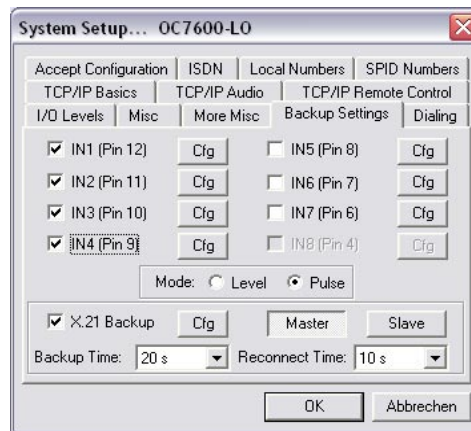 System Setup... OC7600-LO
Accept Configuration ISDN Local Numbers SPID Numbers
TCP/IP Basics TCP/IP Audio TCP/IP Remote Control
I/O Levels Misc More Misc Backup Settings Dialing
IN1 (Pin 12) Cfg IN5 (Pin 8) Cfg
IN2 (Pin 11) Cfg IN6 (Pin 7) Cfg
IN3 (Pin 10) Cfg IN7 (Pin 6) Cfg
IN4 (Pin 9) Cfg IN8 (Pin 4) Cfg
Mode: Level Pulse
X.21 Backup Cfg Master Slave
Backup Time: 20 s Reconnect Time: 10 s
OK Abbrechen